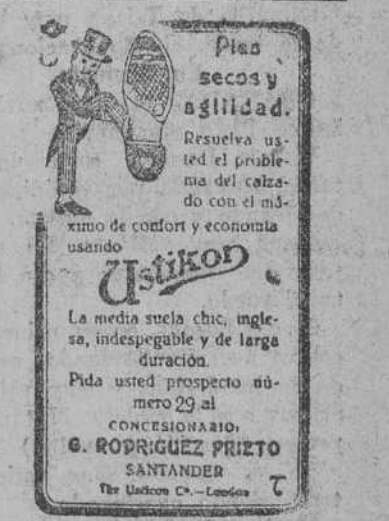 Pies
secos y
agilidad.
Resuelva us-
ted el proble-
ma del calza-
do con el má-
ximo de confort y economía
usando
Ustikon
La media suela chic, ingle-
sa, indespegable y de larga
duración.
Pida usted prospecto nú-
mero 29 al
CONCESIONARIO:
G. RODRIGUEZ PRIETO
SANTANDER
The Usticon Cº.—London